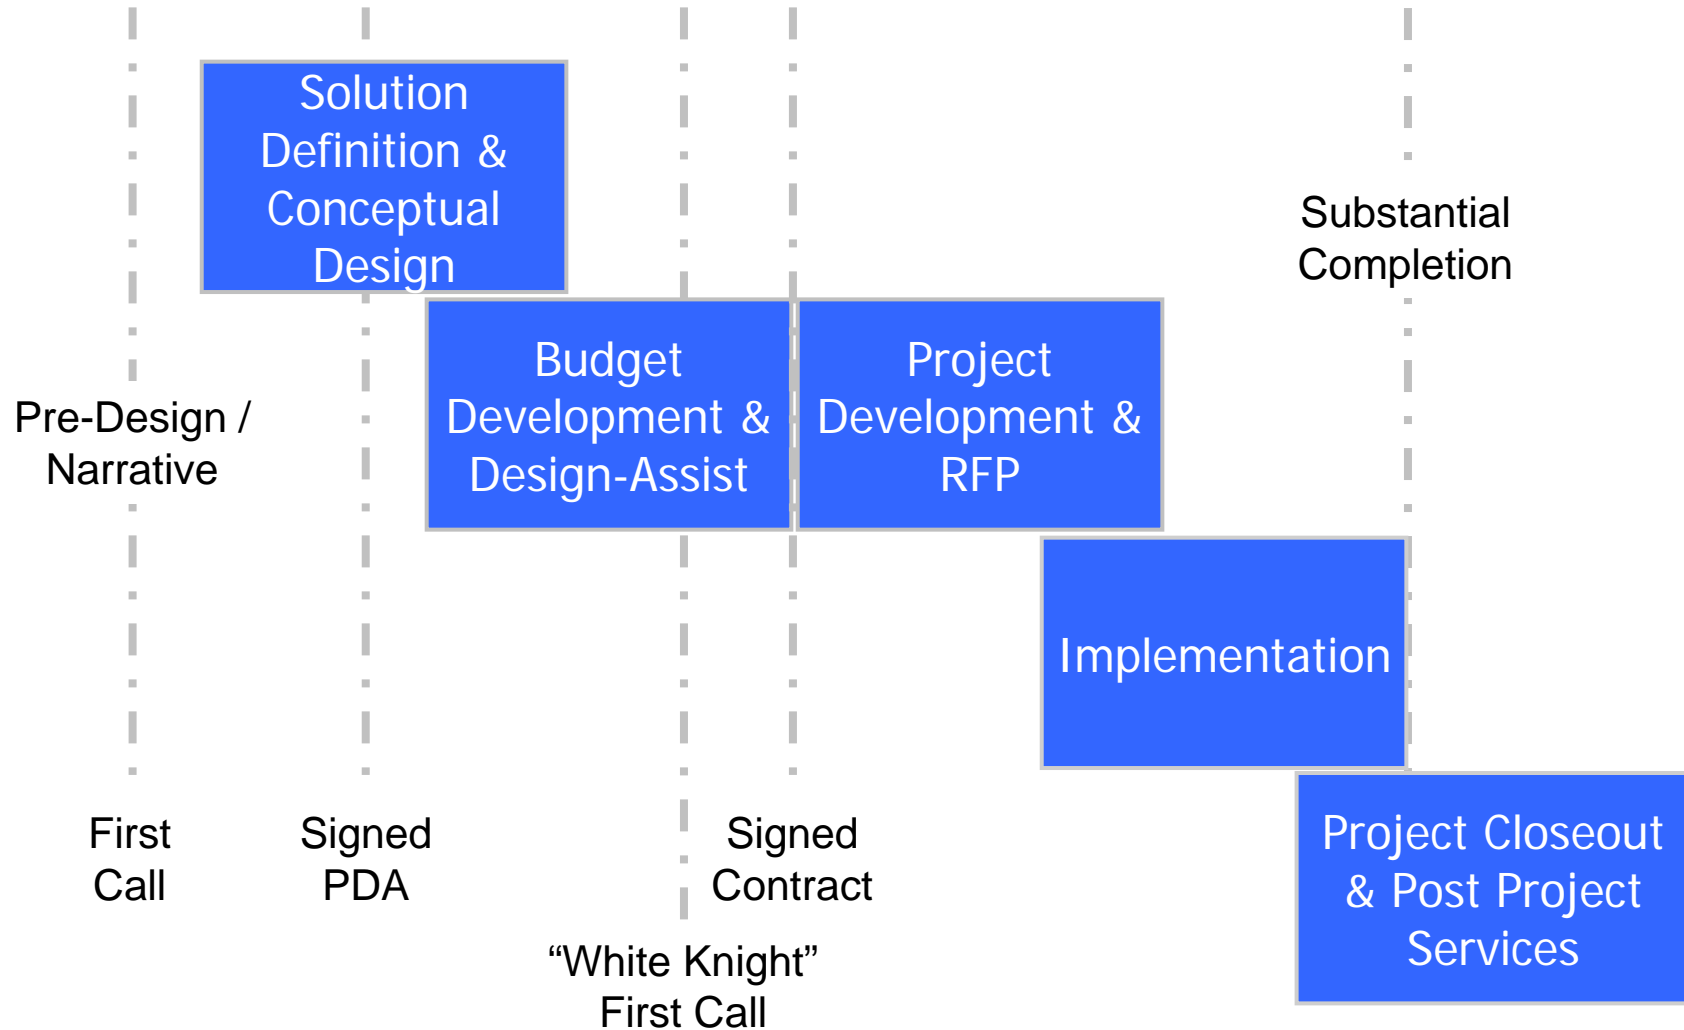 Solution
Definition &
Conceptual
Design
Substantial
Completion
Budget
Development &
Design-Assist
Project
Development &
RFP
Pre-Design /
Narrative
Implementation
First
Call
Signed
PDA
Signed
Contract
Project Closeout
& Post Project
Services
“White Knight”
First Call